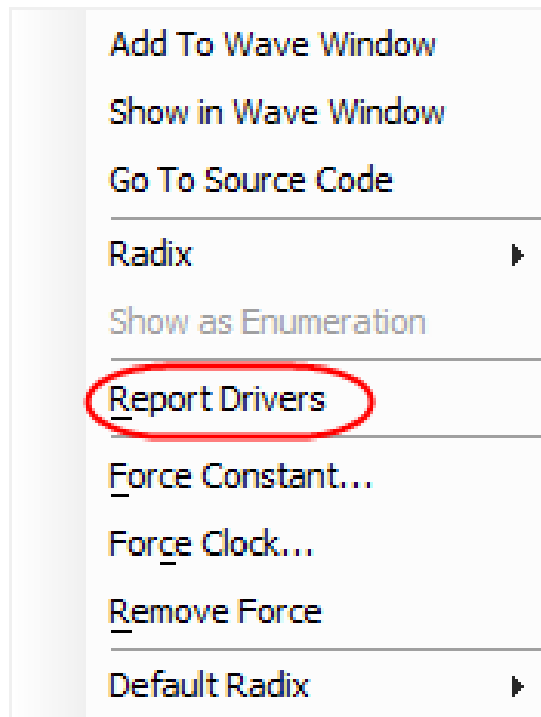 Add To Wave Window
Show in Wave Window
Go To Source Code
Radix
Show as Enumeration
Report Drivers
Force Constant...
Force Clock...
Remove Force
Default Radix